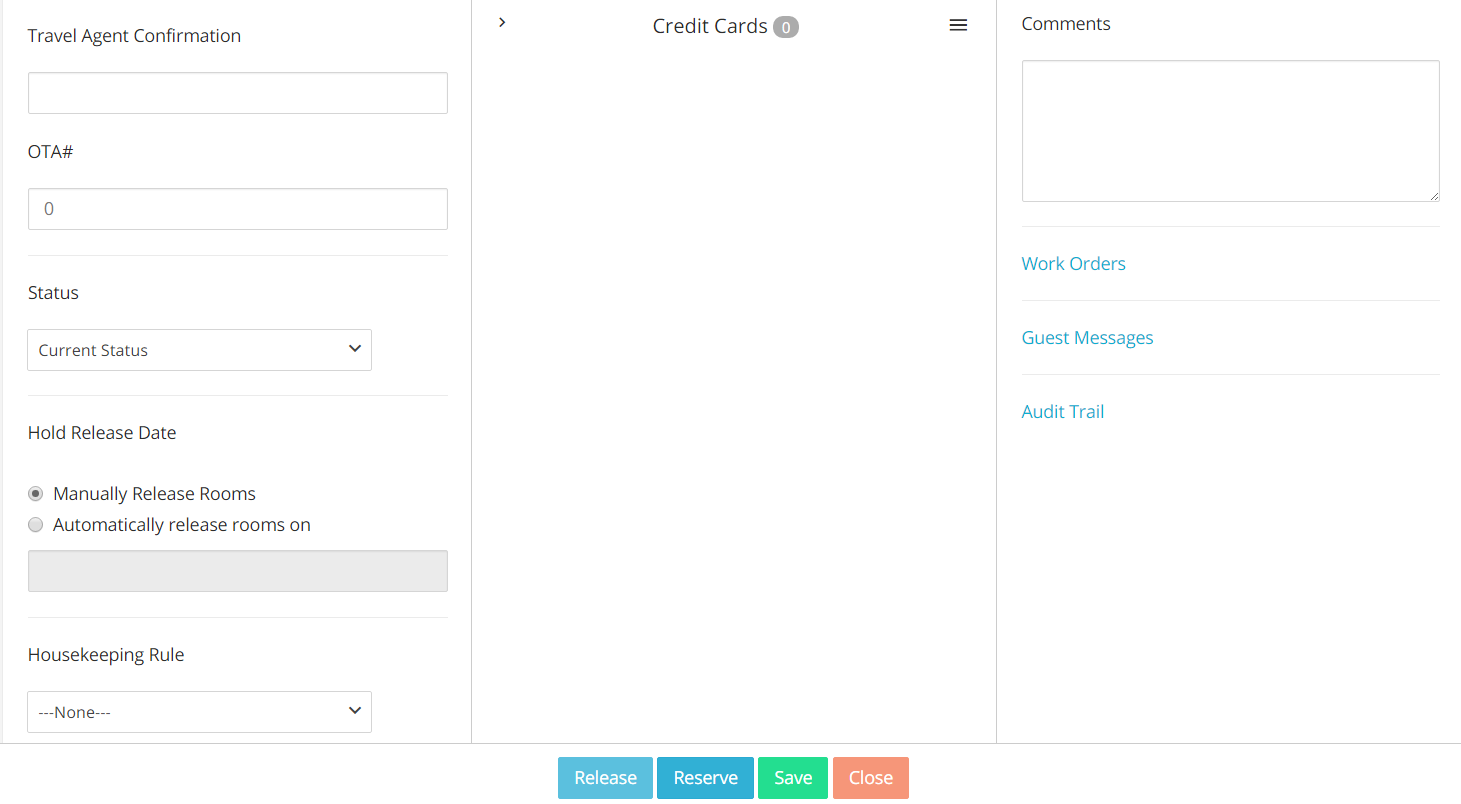 Travel Agent Confirmation
OTA#
0
Status
Current Status
Hold Release Date
Manually Release Rooms
Automatically release rooms on
Housekeeping Rule
---None---
Credit Cards 0
Comments
Work Orders
Guest Messages
Audit Trail
Release Reserve Save Close